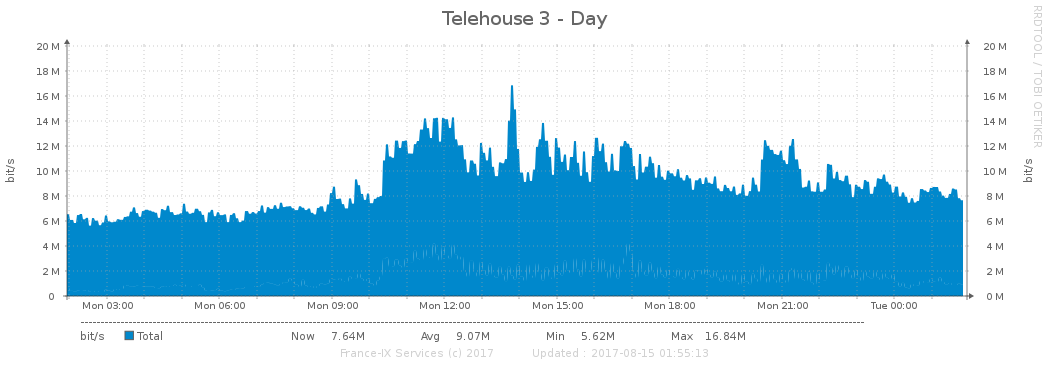 Telehouse 3 - Day
RRDTOOL / TOBI OETIKER
bit/s
20 M 20 M
18 M 18 M
16 M 16 M
14 M 14 M
12 M 12 M
10 M 10 M
8 M 8 M
6 M 6 M
4 M 4 M
2 M 2 M
0 0 M
bit/s
Mon 03:00 Mon 06:00 Mon 09:00 Mon 12:00 Mon 15:00 Mon 18:00 Mon 21:00 Tue 00:00
bit/s Total Now 7.64M Avg 9.07M Min 5.62M Max 16.84M
France-IX Services (c) 2017 Updated : 2017-08-15 01:55:13